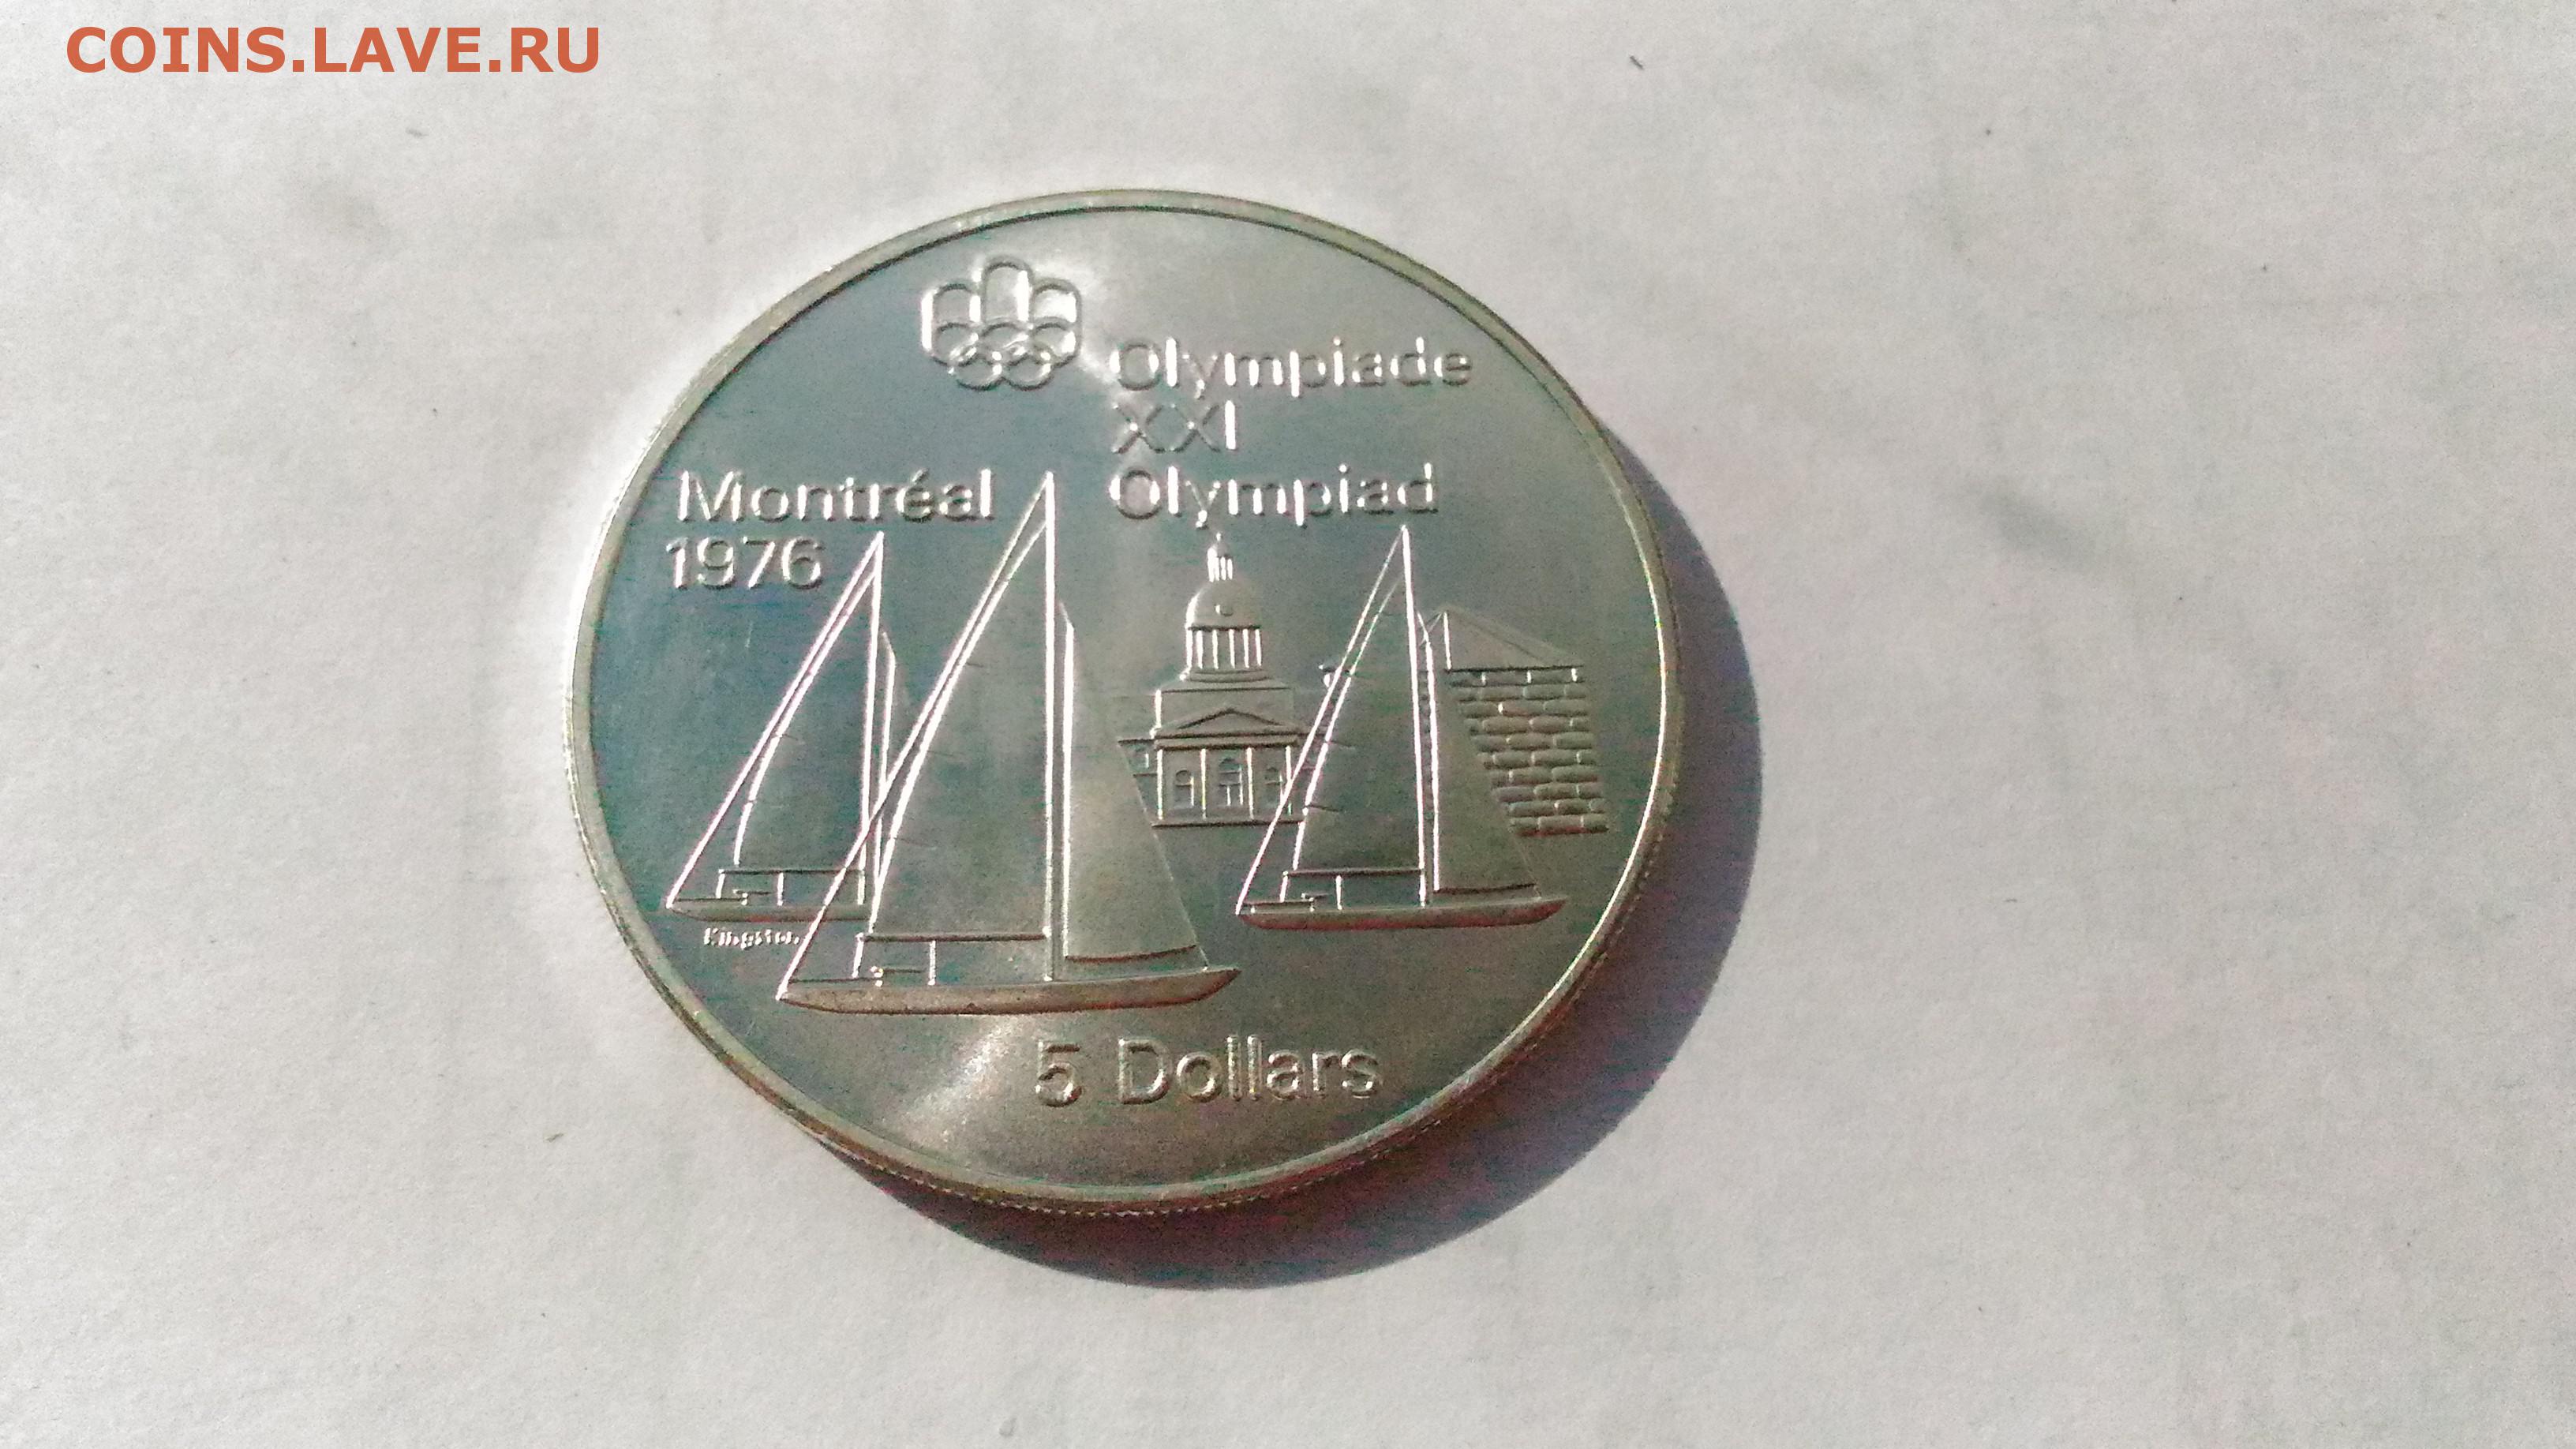 COINS.LAVE.RU
Olympiade
XXI
Olympiad
Montréal
1976
Kingston
5 Dollars